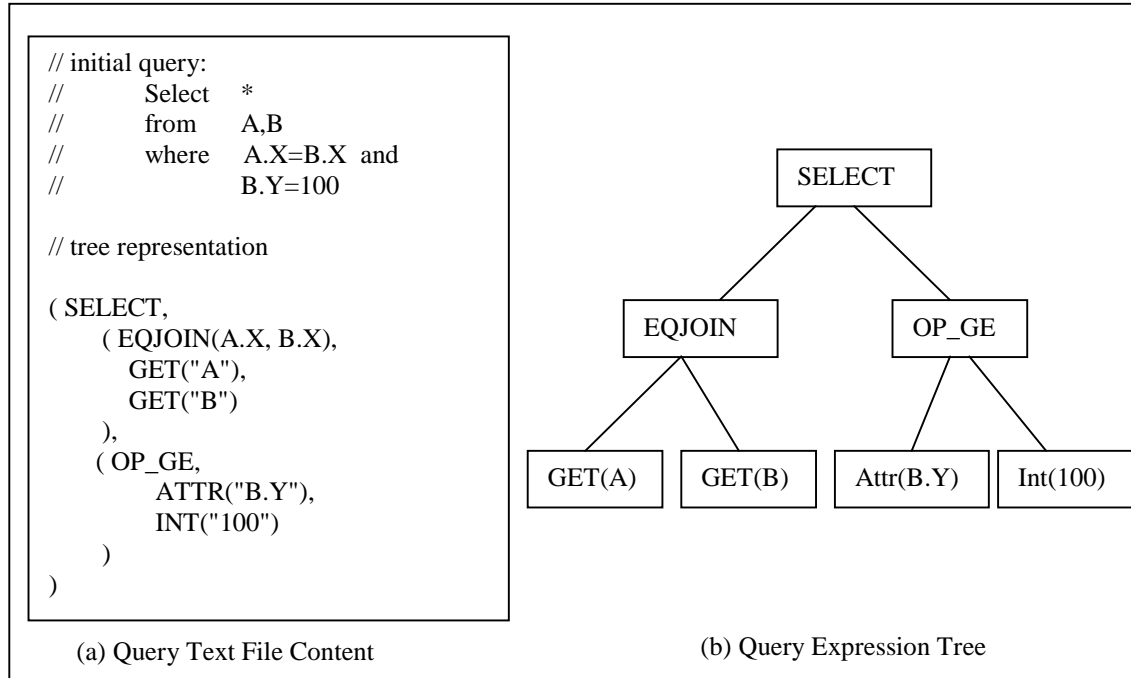 // initial query:
// Select *
// from A,B
// where A.X=B.X and
// B.Y=100
// tree representation
( SELECT,
( EQJOIN(A.X, B.X),
GET("A"),
GET("B")
),
( OP_GE,
ATTR("B.Y"),
INT("100")
)
)
(a) Query Text File Content
SELECT
EQJOIN OP_GE
GET(A) GET(B) Attr(B.Y) Int(100)
(b) Query Expression Tree